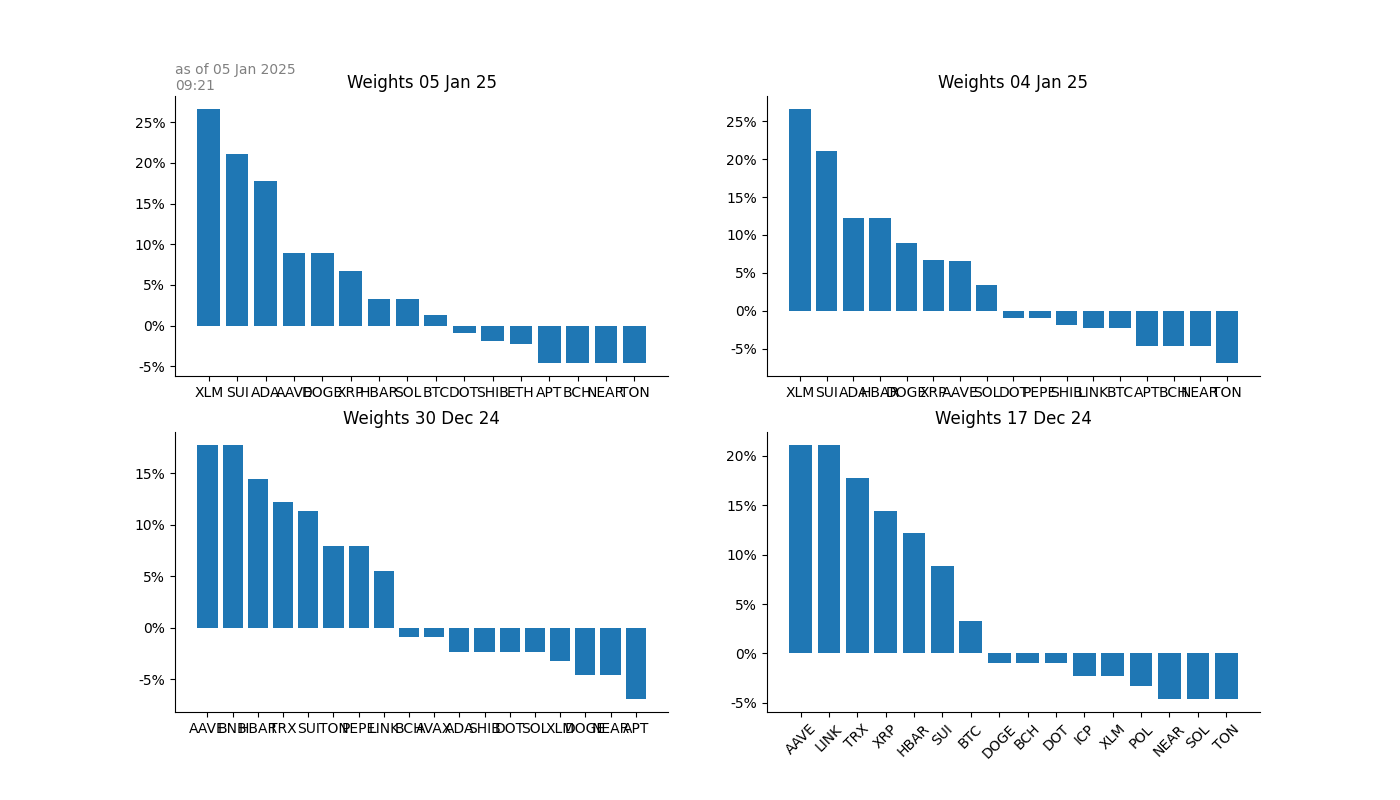 as of 05 Jan 2025
09:21
Weights 05 Jan 25
25%
20%
15%
10%
5%
0%
-5%
XLM SUI ADA AAVE DOGE XRP HBAR SOL BTC DOT SHIB ETH APT BCH NEAR TON
Weights 04 Jan 25
25%
20%
15%
10%
5%
0%
-5%
XLM SUI ADA HBAR DOGE XRP AAVE SOL DOT PEPE SHIB LINK BTC APT BCH NEAR TON
Weights 30 Dec 24
15%
10%
5%
0%
-5%
AAVE BNB HBAR TRX SUI TON PEPE LINK BCH AVAX ADA SHIB DOT SOL XLM DOGE NEAR APT
Weights 17 Dec 24
20%
15%
10%
5%
0%
-5%
AAVE LINK TRX XRP HBAR SUI BTC DOGE BCH DOT ICP XLM POL NEAR SOL TON